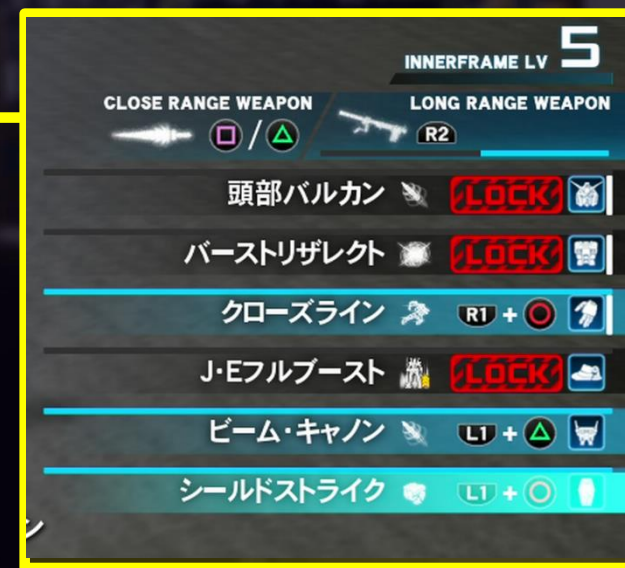 INNERFRAME LV 5
CLOSE RANGE WEAPON
□/△
LONG RANGE WEAPON
R2
頭部バルカン LOCK
バーストリザレクト LOCK
クローズライン R1 + ○
J・Eフルブースト LOCK
ビーム・キャノン L1 + △
シールドストライク L1 + ○
ン